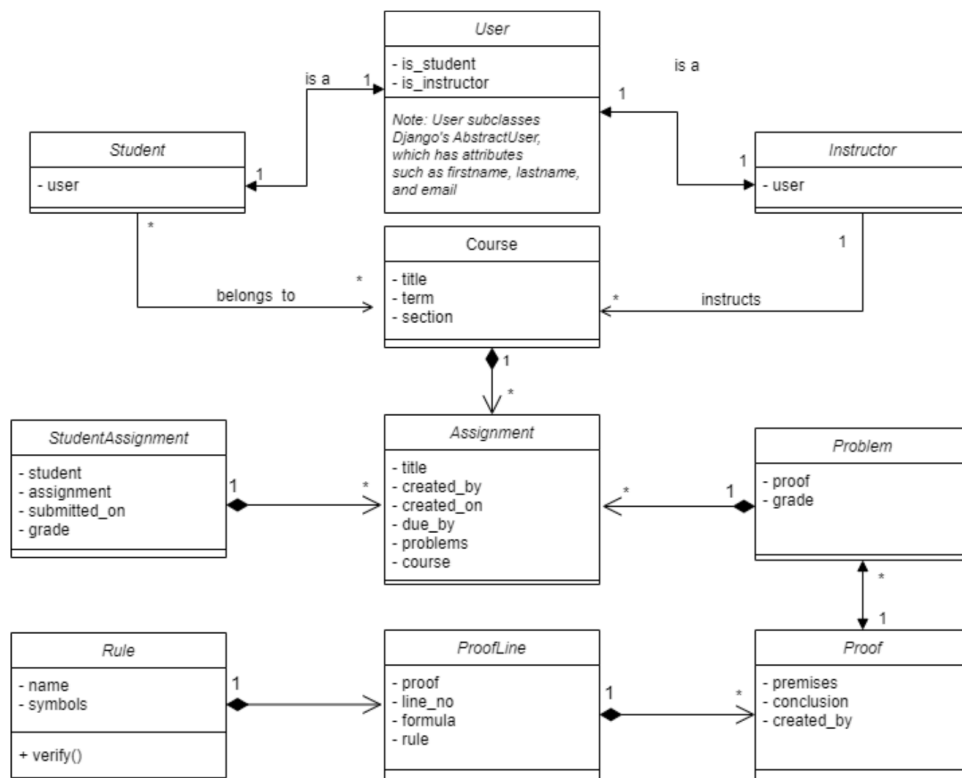 User
- is_student
- is_instructor
Note: User subclasses
Django's AbstractUser,
which has attributes
such as firstname, lastname,
and email
is a
1
1
is a
1
1
Student
- user
Instructor
- user
*
*
belongs to
1
*
instructs
Course
- title
- term
- section
1
*
StudentAssignment
- student
- assignment
- submitted_on
- grade
1
*
Assignment
- title
- created_by
- created_on
- due_by
- problems
- course
*
1
Problem
- proof
- grade
*
1
Rule
- name
- symbols
+ verify()
1
ProofLine
- proof
- line_no
- formula
- rule
1
*
Proof
- premises
- conclusion
- created_by